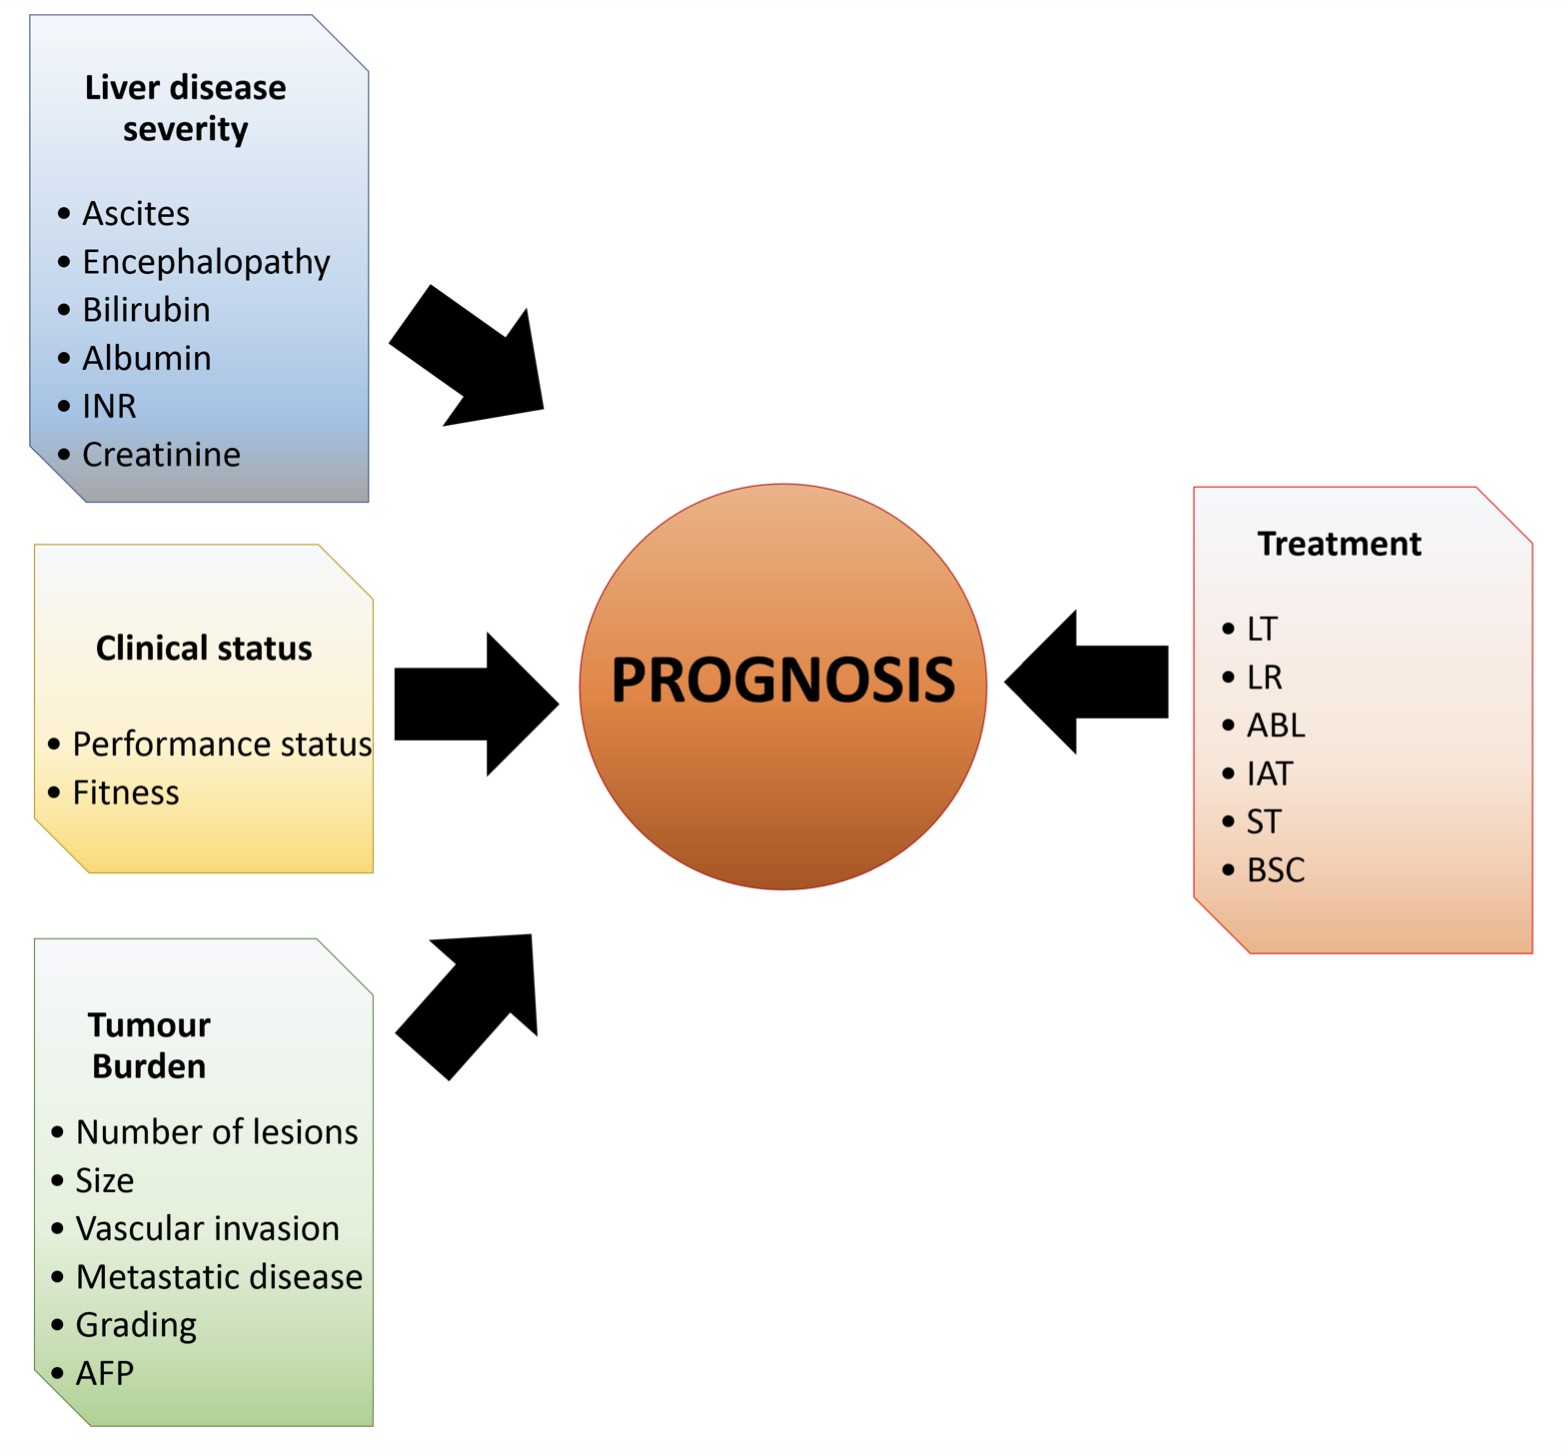 Liver disease
severity
• Ascites
• Encephalopathy
• Bilirubin
• Albumin
• INR
• Creatinine
Clinical status
• Performance status
• Fitness
Tumour
Burden
• Number of lesions
• Size
• Vascular invasion
• Metastatic disease
• Grading
• AFP
PROGNOSIS
Treatment
• LT
• LR
• ABL
• IAT
• ST
• BSC